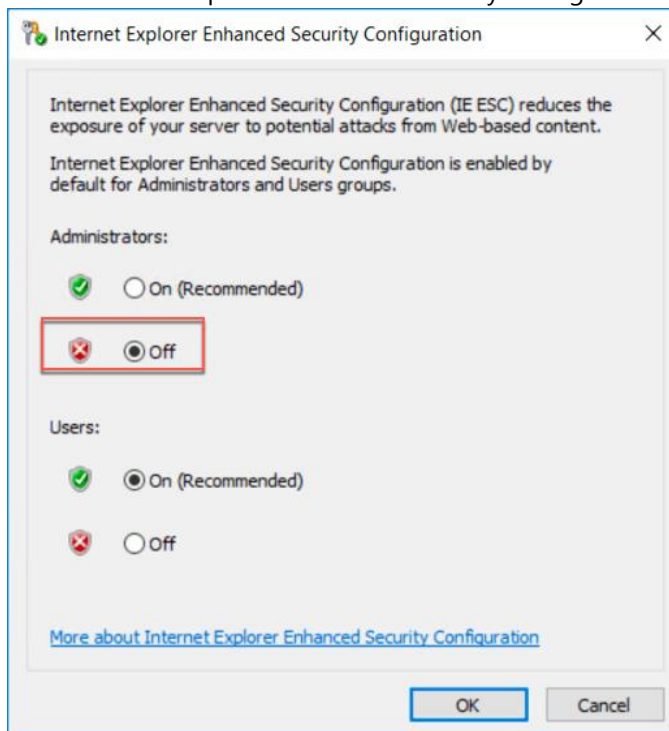 Internet Explorer Enhanced Security Configuration
Internet Explorer Enhanced Security Configuration (IE ESC) reduces the
exposure of your server to potential attacks from Web-based content.
Internet Explorer Enhanced Security Configuration is enabled by
default for Administrators and Users groups.
Administrators:
On (Recommended)
Off
Users:
On (Recommended)
Off
More about Internet Explorer Enhanced Security Configuration
OK
Cancel